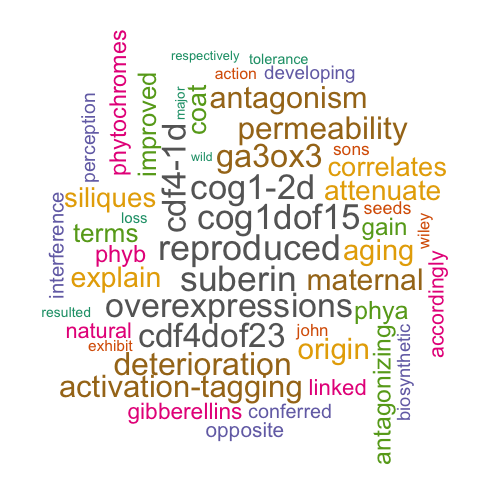 respectively
tolerance
action
developing
phytochromes
improved
major
coat
antagonism
perception
cdf4-1d
permeability
wild
ga3ox3
sons
correlates
siliques
cog1-2d
attenuate
interference
loss
cog1dof15
seeds
terms
gain
wiley
phyb
reproduced
aging
accordingly
explain
suberin
maternal
resulted
overexpressions
phya
natural
cdf4dof23
john
antagonizing
biosynthetic
exhibit
origin
deterioration
activation-tagging
linked
gibberellins
conferred
opposite